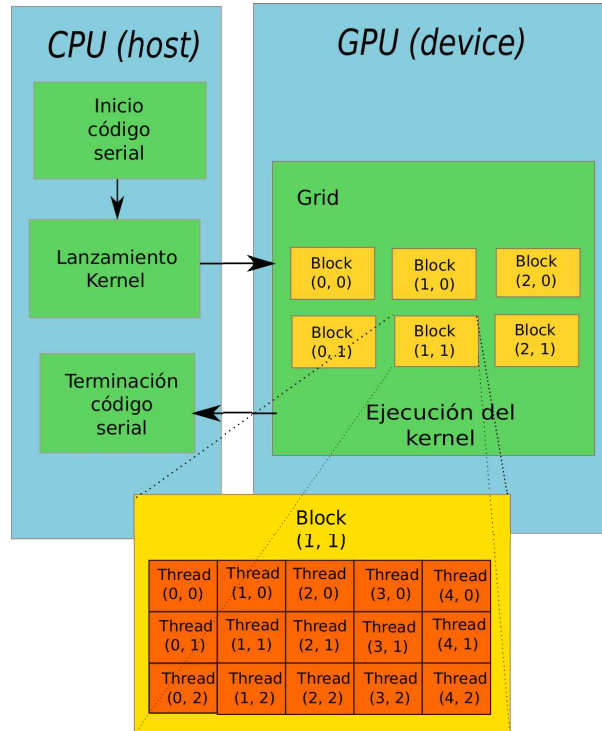 CPU (host)
Inicio
código
serial
Lanzamiento
Kernel
Terminación
código
serial
GPU (device)
Grid
Block
(0, 0)
Block
(1, 0)
Block
(2, 0)
Block
(0, 1)
Block
(1, 1)
Block
(2, 1)
Ejecución del
kernel
Block
(1, 1)
Thread
(0, 0)
Thread
(1, 0)
Thread
(2, 0)
Thread
(3, 0)
Thread
(4, 0)
Thread
(0, 1)
Thread
(1, 1)
Thread
(2, 1)
Thread
(3, 1)
Thread
(4, 1)
Thread
(0, 2)
Thread
(1, 2)
Thread
(2, 2)
Thread
(3, 2)
Thread
(4, 2)